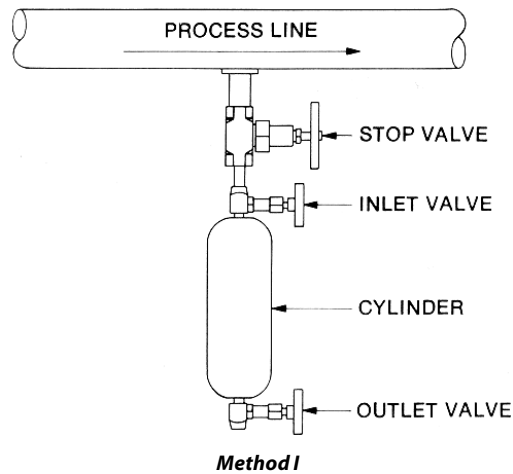 PROCESS LINE
STOP VALVE
INLET VALVE
CYLINDER
OUTLET VALVE
Method I